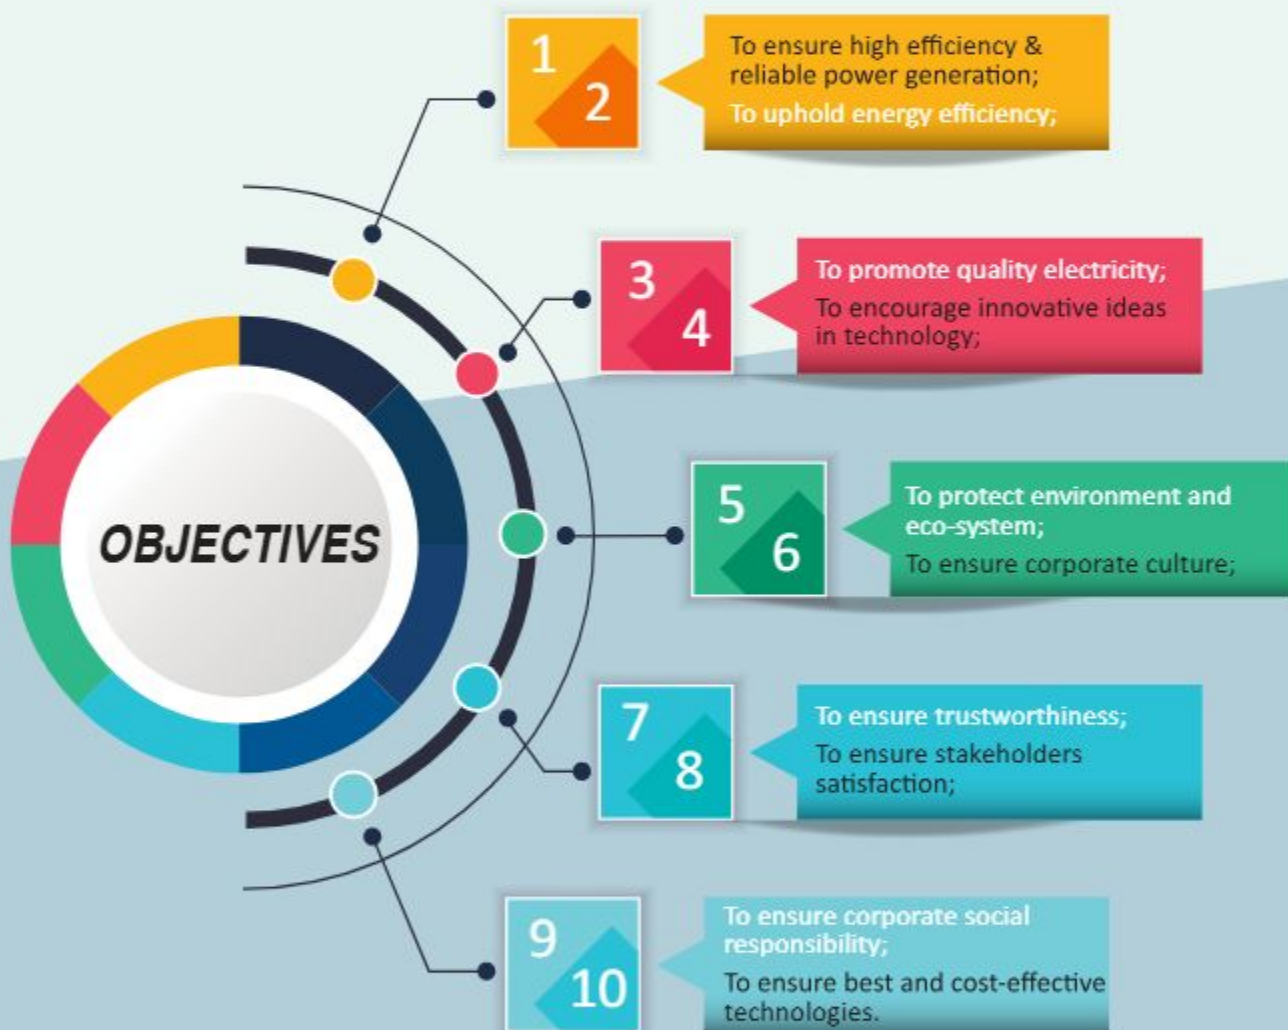 OBJECTIVES
1
2
To ensure high efficiency &
reliable power generation;
To uphold energy efficiency;
3
4
To promote quality electricity;
To encourage innovative ideas
in technology;
5
6
To protect environment and
eco-system;
To ensure corporate culture;
7
8
To ensure trustworthiness;
To ensure stakeholders
satisfaction;
9
10
To ensure corporate social
responsibility;
To ensure best and cost-effective
technologies.